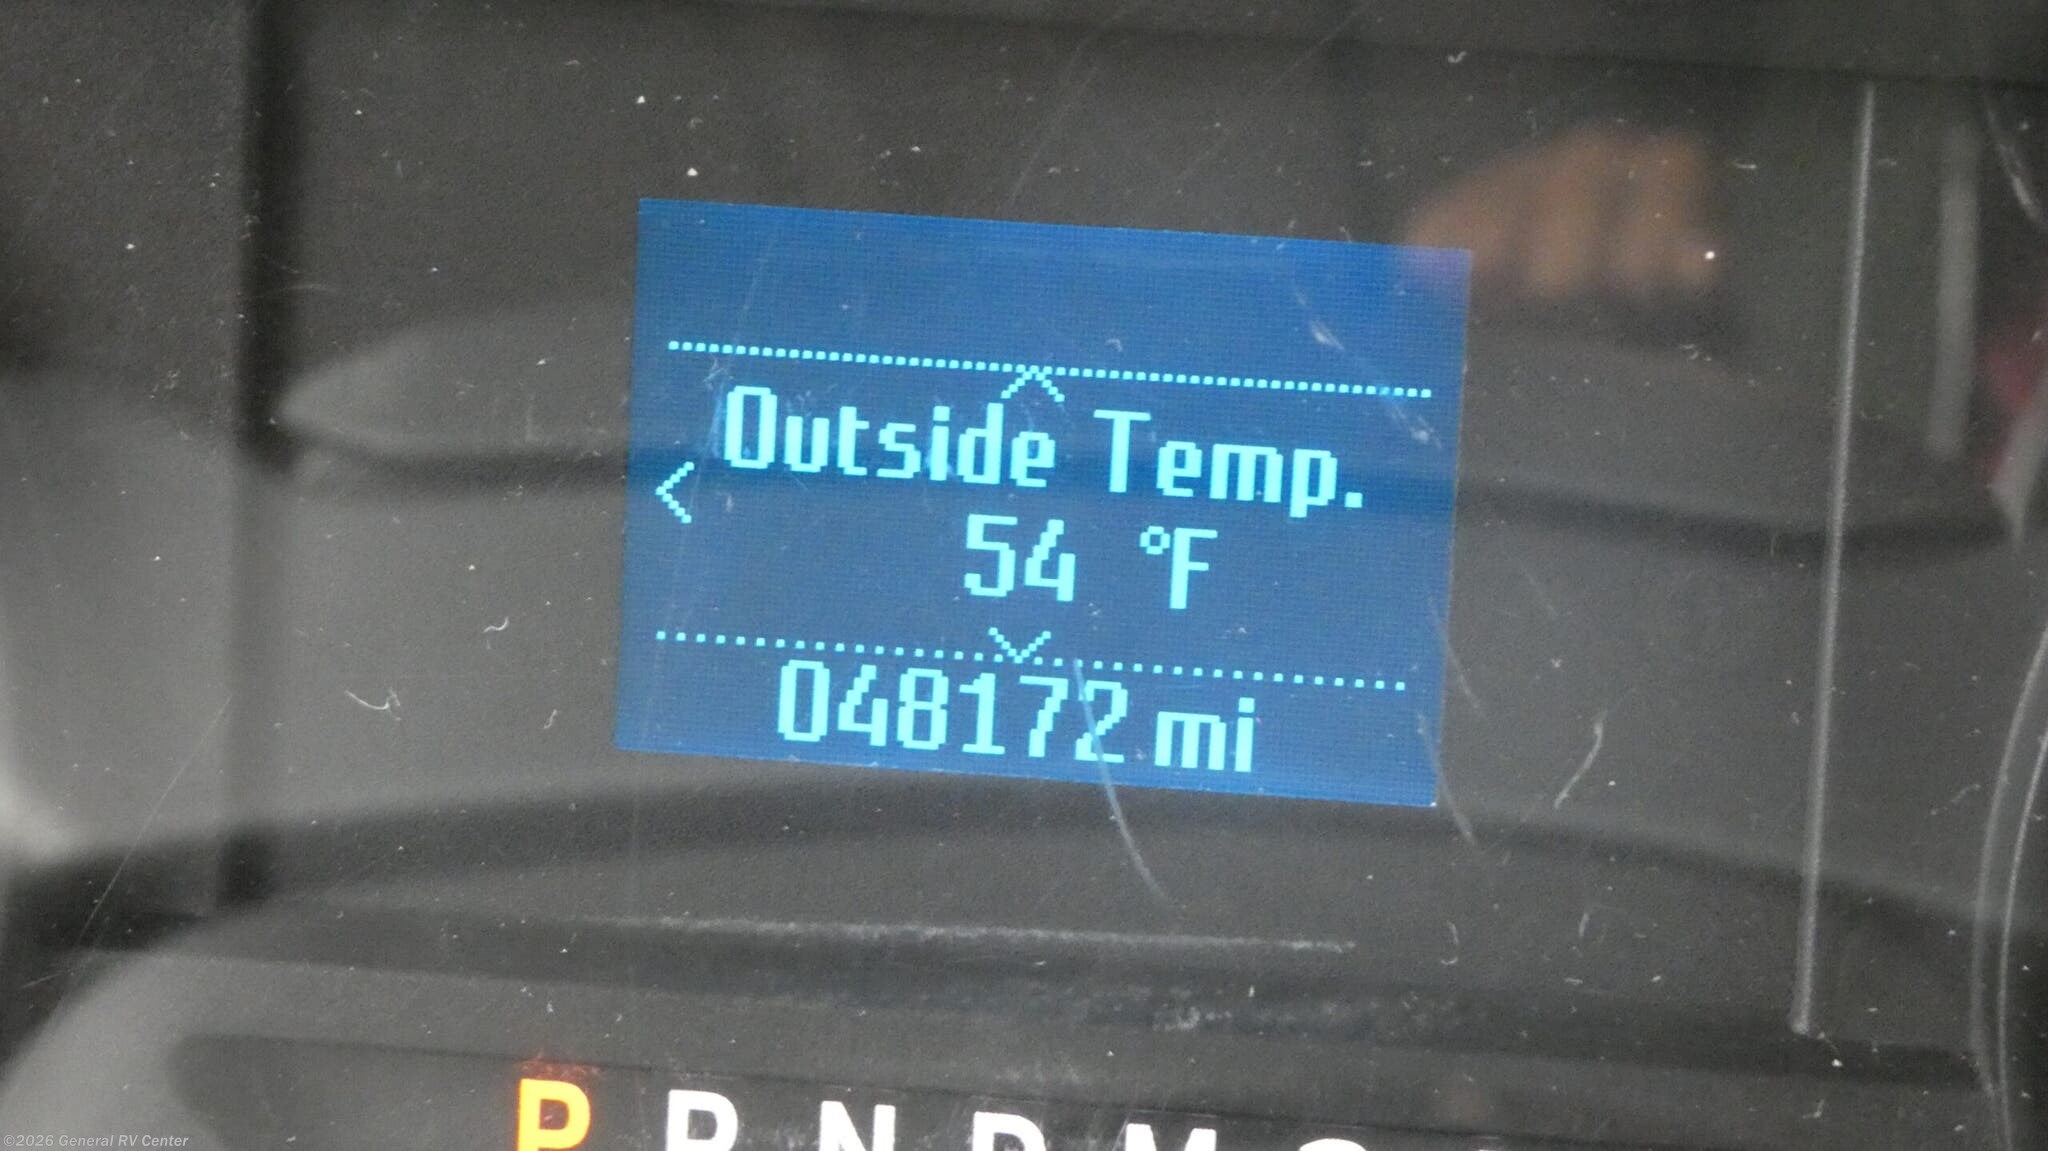 Outside Temp.
54 °F
048172 mi
P R N D M
©2026 General RV Center